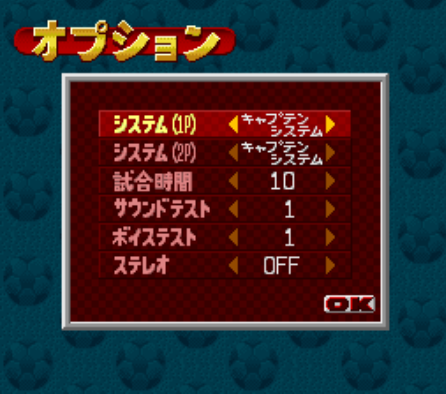 オプション
システム(1P) キャプテン
システム
システム(2P) キャプテン
システム
試合時間 10
サウンドテスト 1
ボイステスト 1
ステレオ OFF
OK